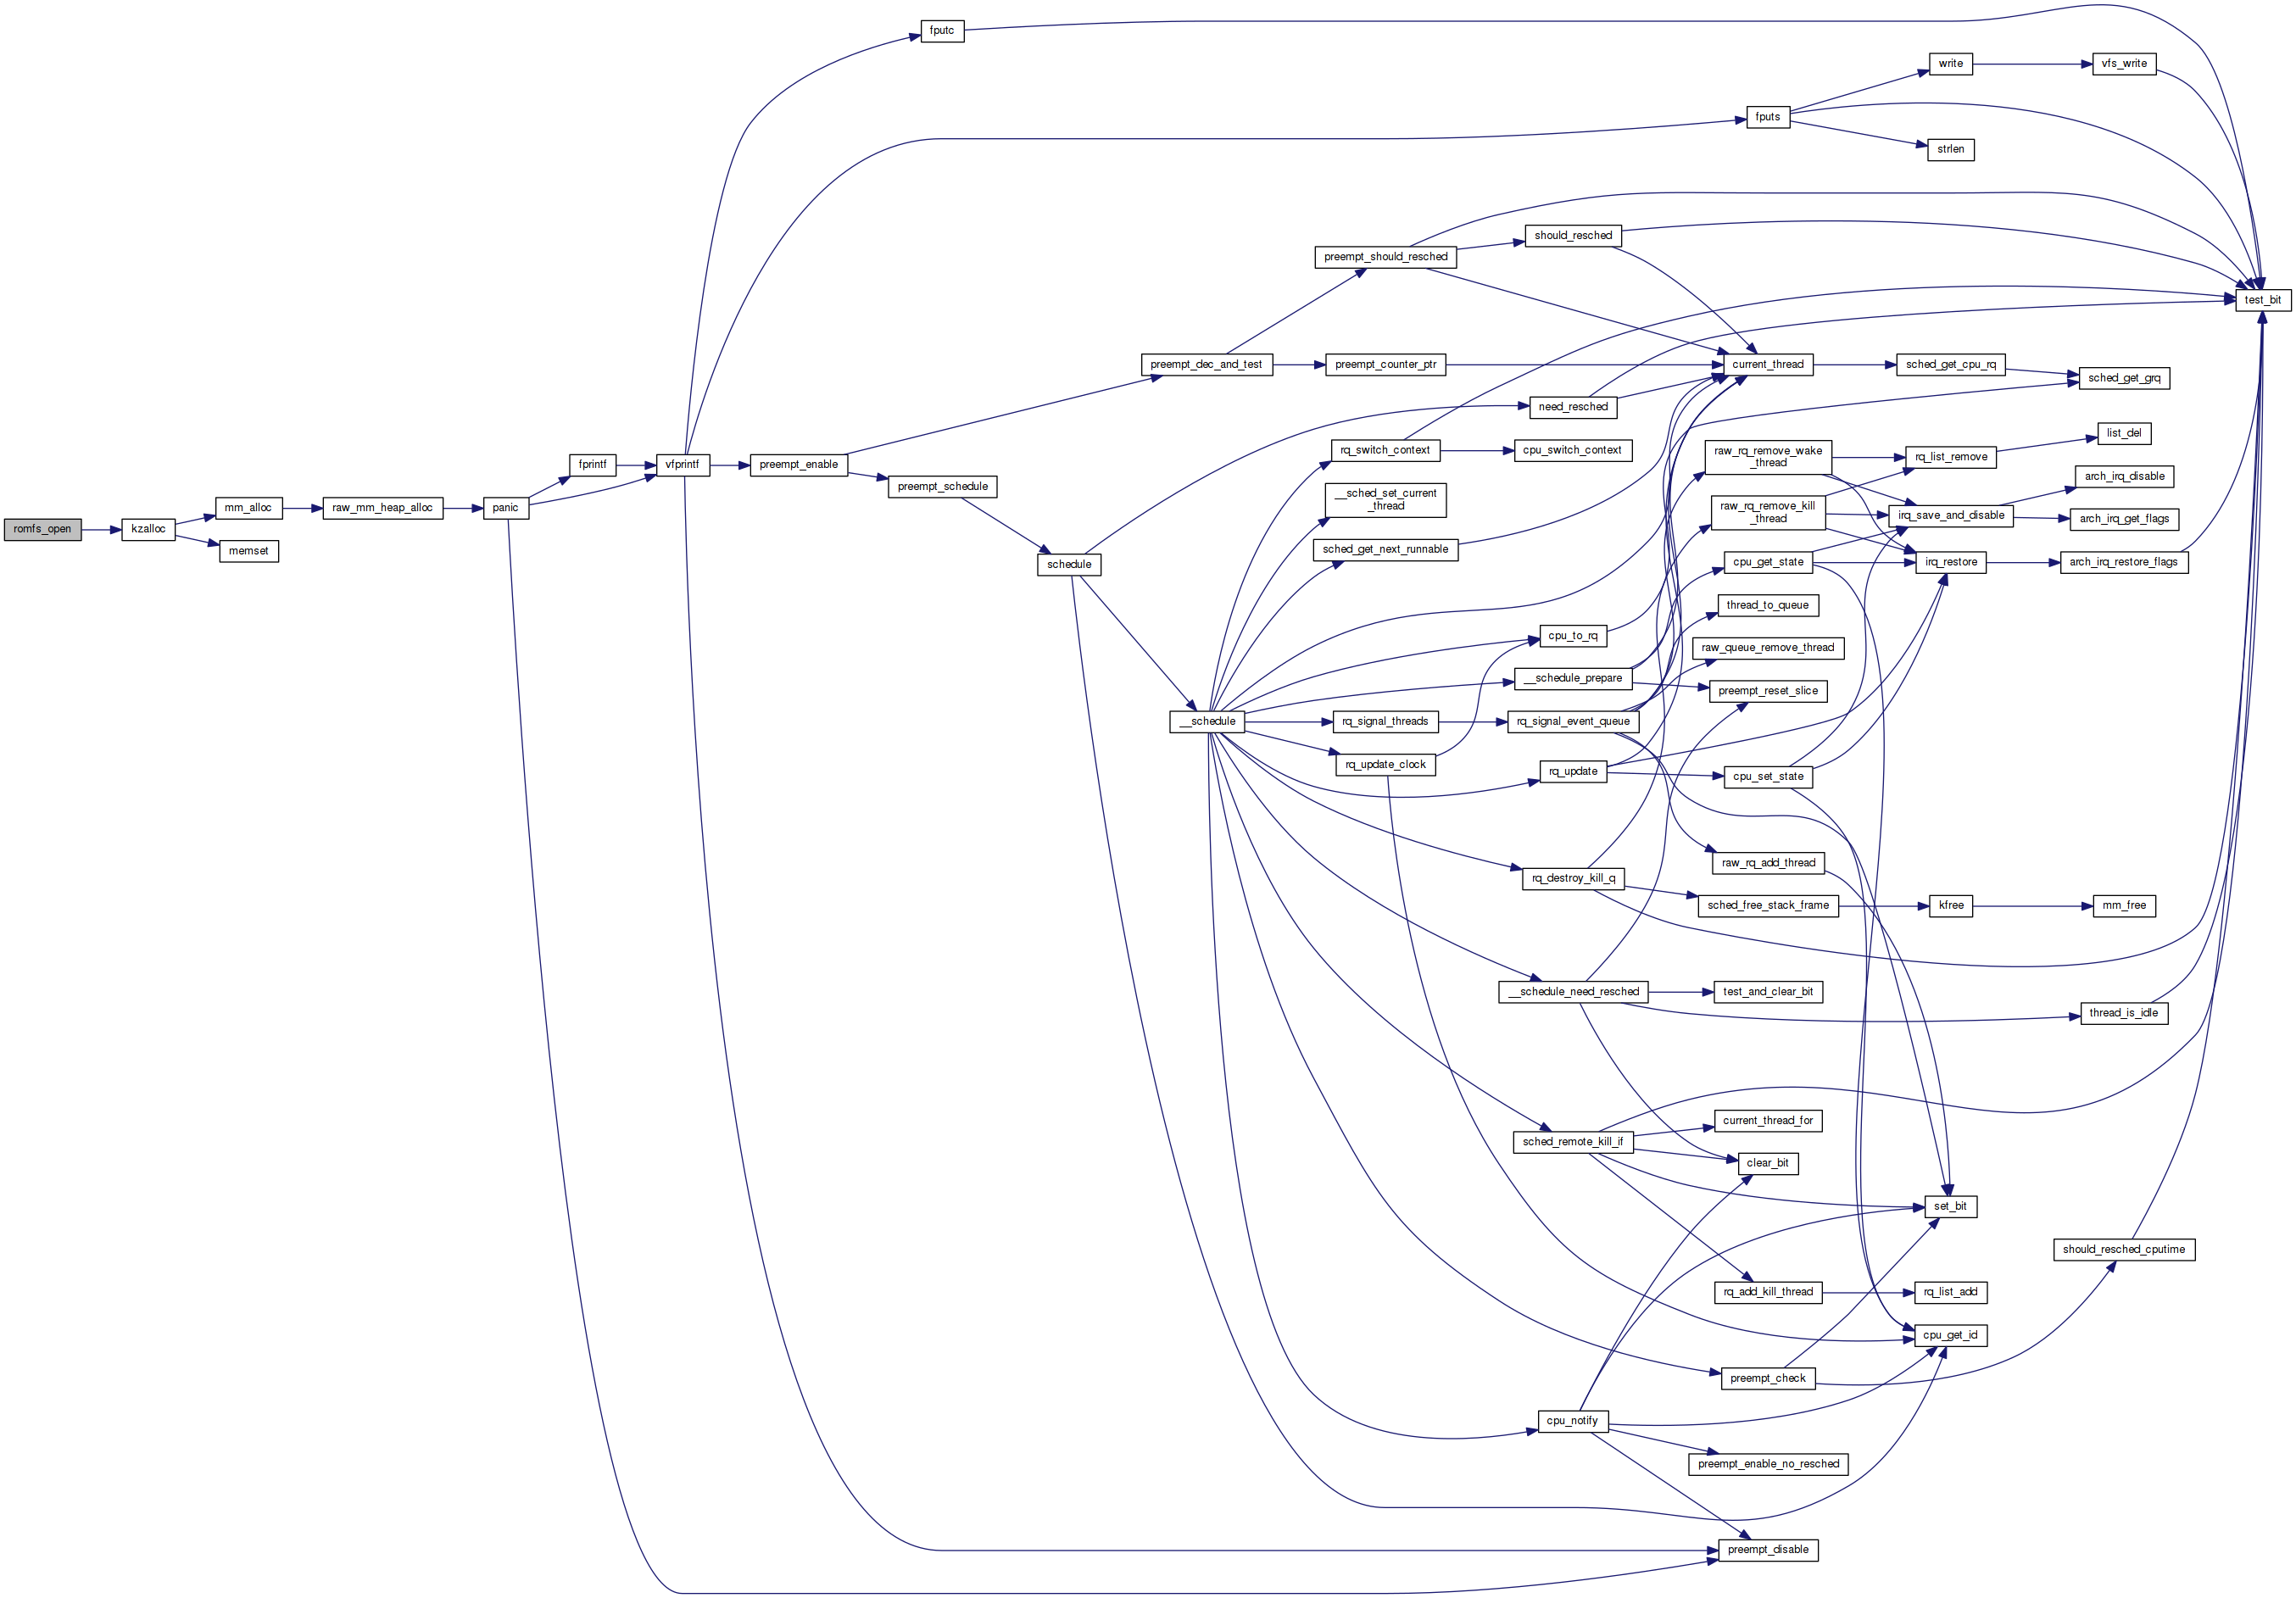 fputc
write
vfs_write
fputs
strlen
should_resched
preempt_should_resched
test_bit
preempt_dec_and_test
preempt_counter_ptr
current_thread
sched_get_cpu_rq
sched_get_grq
need_resched
list_del
rq_switch_context
cpu_switch_context
raw_rq_remove_wake
_thread
rq_list_remove
fprintf
vfprintf
preempt_enable
arch_irq_disable
preempt_schedule
__sched_set_current
_thread
raw_rq_remove_kill
_thread
irq_save_and_disable
arch_irq_get_flags
romfs_open
kzalloc
mm_alloc
raw_mm_heap_alloc
panic
memset
schedule
sched_get_next_runnable
cpu_get_state
irq_restore
arch_irq_restore_flags
thread_to_queue
cpu_to_rq
raw_queue_remove_thread
__schedule_prepare
preempt_reset_slice
__schedule
rq_signal_threads
rq_signal_event_queue
rq_update_clock
rq_update
cpu_set_state
raw_rq_add_thread
rq_destroy_kill_q
sched_free_stack_frame
kfree
mm_free
__schedule_need_resched
test_and_clear_bit
thread_is_idle
current_thread_for
sched_remote_kill_if
clear_bit
set_bit
should_resched_cputime
rq_add_kill_thread
rq_list_add
cpu_get_id
preempt_check
cpu_notify
preempt_enable_no_resched
preempt_disable